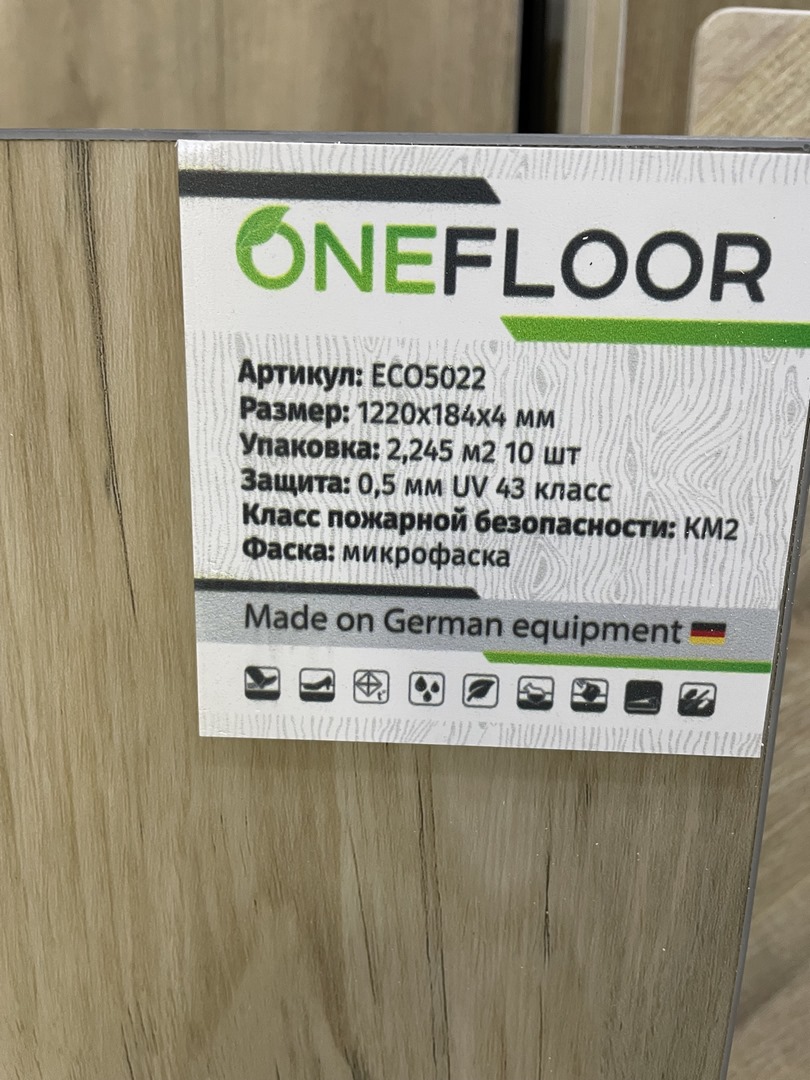 ONEFLOOR
Артикул: ECO5022
Размер: 1220x184x4 мм
Упаковка: 2,245 м2 10 шт
Защита: 0,5 мм UV 43 класс
Класс пожарной безопасности: КМ2
Фаска: микрофаска
Made on German equipment